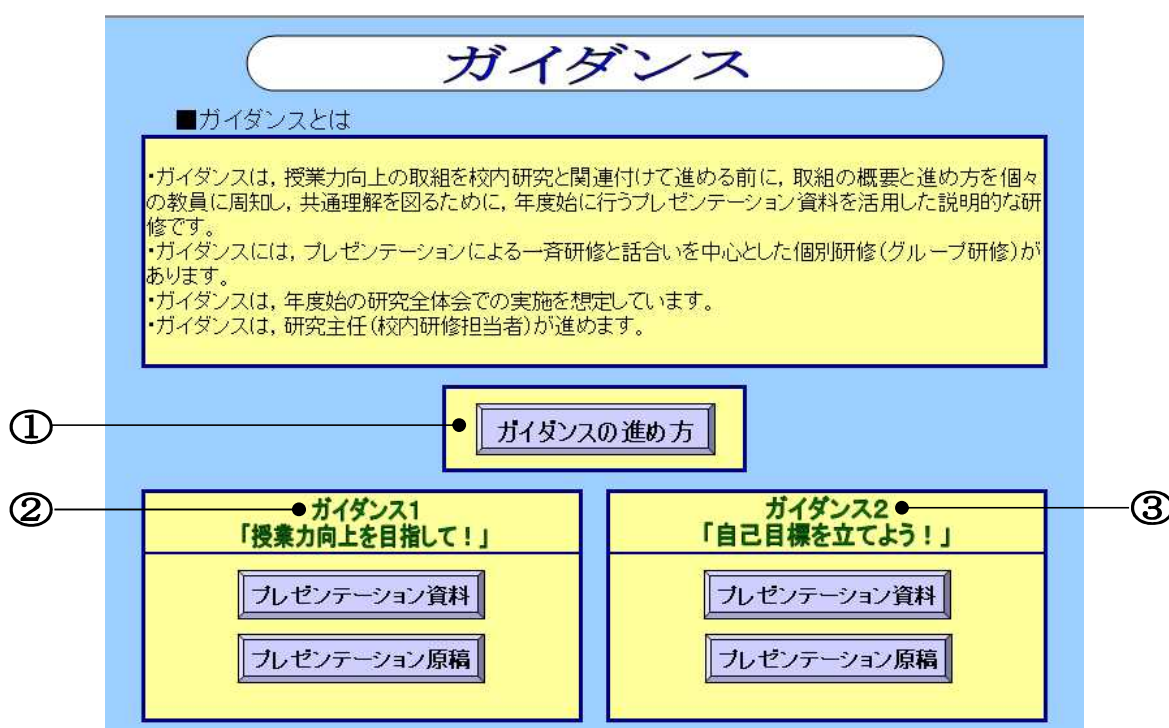 ガイダンス
■ガイダンスとは
・ガイダンスは，授業力向上の取組を校内研究と関連付けて進める前に，取組の概要と進め方を個々
の教員に周知し，共通理解を図るために，年度始に行うプレゼンテーション資料を活用した説明的な研
修です。
・ガイダンスには，プレゼンテーションによる一斉研修と話合いを中心とした個別研修(グループ研修)が
あります。
・ガイダンスは，年度始の研究全体会での実施を想定しています。
・ガイダンスは，研究主任(校内研修担当者)が進めます。
①
ガイダンスの進め方
②
ガイダンス1
「授業力向上を目指して！」
プレゼンテーション資料
プレゼンテーション原稿
③
ガイダンス2
「自己目標を立てよう！」
プレゼンテーション資料
プレゼンテーション原稿